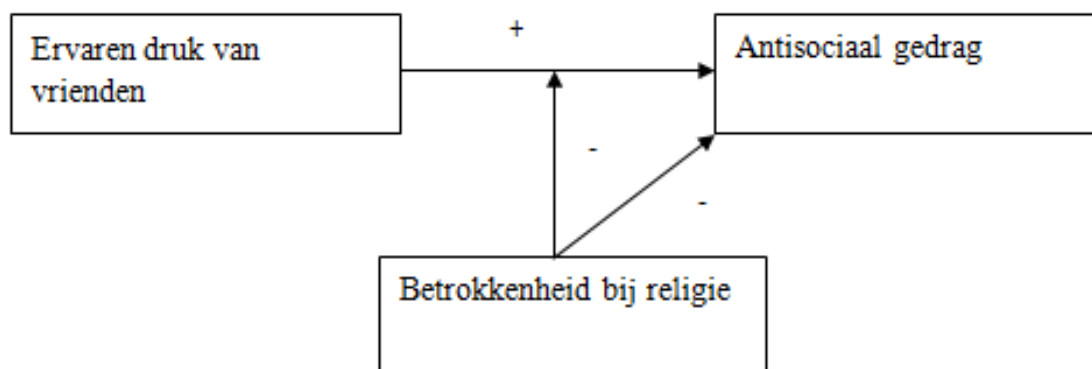 +
Ervaren druk van
vrienden
Antisociaal gedrag
-
-
Betrokkenheid bij religie